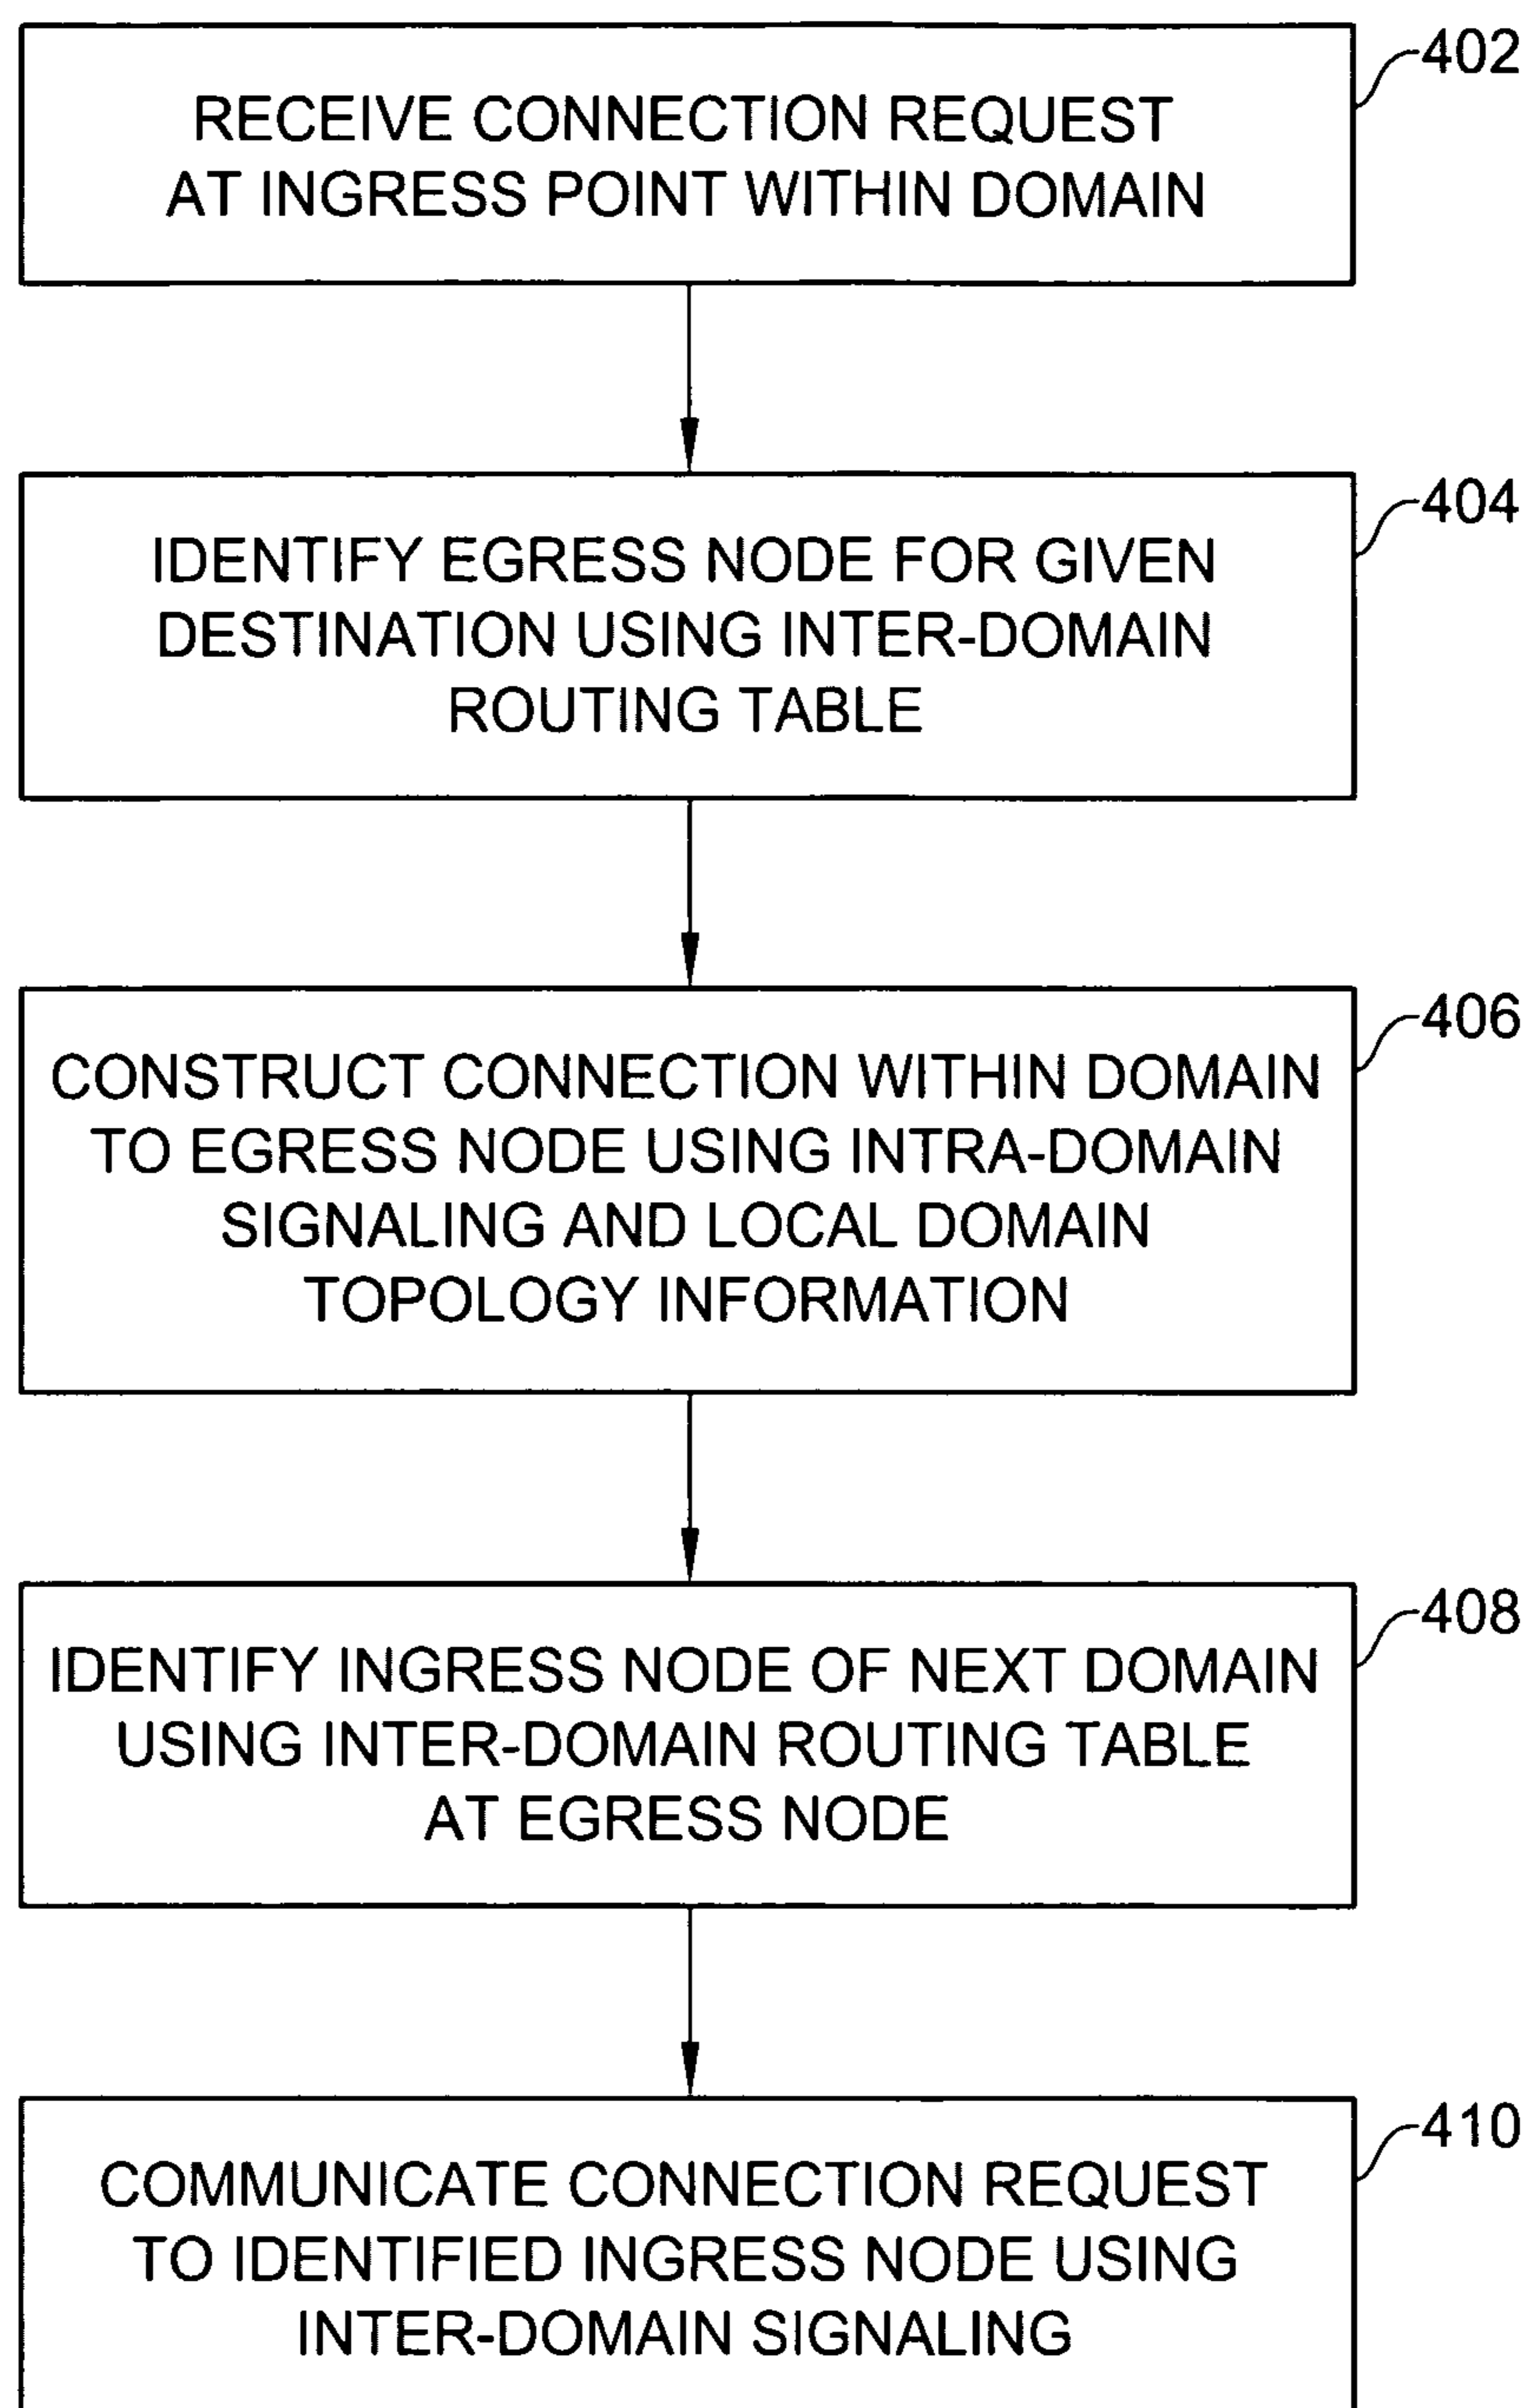 402
RECEIVE CONNECTION REQUEST
AT INGRESS POINT WITHIN DOMAIN
404
IDENTIFY EGRESS NODE FOR GIVEN
DESTINATION USING INTER-DOMAIN
ROUTING TABLE
406
CONSTRUCT CONNECTION WITHIN DOMAIN
TO EGRESS NODE USING INTRA-DOMAIN
SIGNALING AND LOCAL DOMAIN
TOPOLOGY INFORMATION
408
IDENTIFY INGRESS NODE OF NEXT DOMAIN
USING INTER-DOMAIN ROUTING TABLE
AT EGRESS NODE
410
COMMUNICATE CONNECTION REQUEST
TO IDENTIFIED INGRESS NODE USING
INTER-DOMAIN SIGNALING